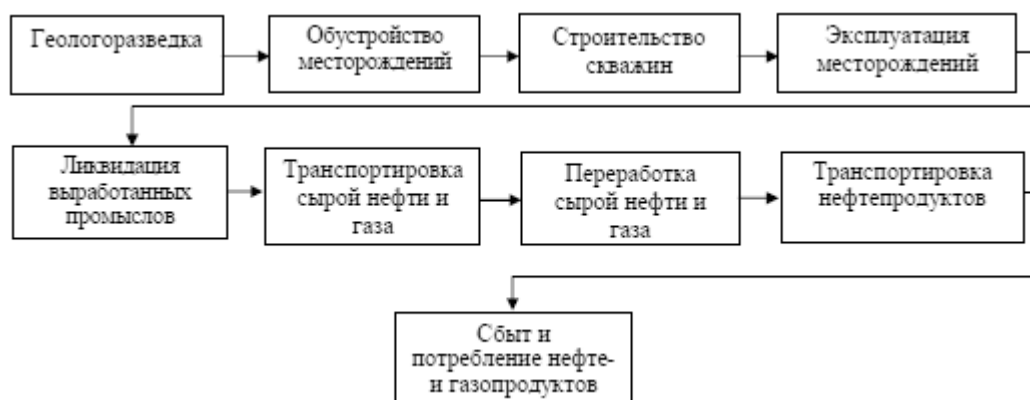 Геологоразведка
Обустройство
месторождений
Строительство
скважин
Эксплуатация
месторождений
Ликвидация
выработанных
промыслов
Транспортировка
сырой нефти и
газа
Переработка
сырой нефти и
газа
Транспортировка
нефтепродуктов
Сбыт и
потребление нефте-
и газопродуктов